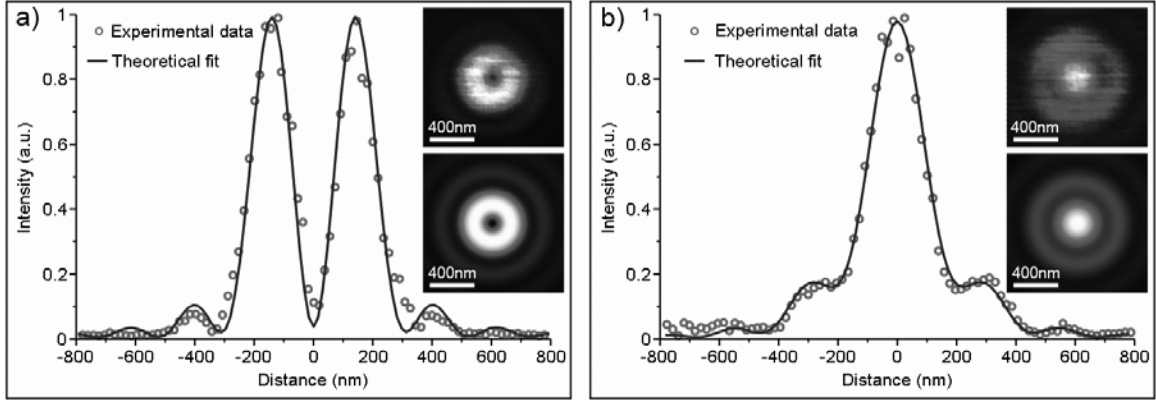 a)
Experimental data
Theoretical fit
400nm
400nm
1
0.8
0.6
0.4
0.2
0
Intensity (a.u.)
-800 -600 -400 -200 0 200 400 600 800
Distance (nm)
b)
Experimental data
Theoretical fit
400nm
400nm
1
0.8
0.6
0.4
0.2
0
Intensity (a.u.)
-800 -600 -400 -200 0 200 400 600 800
Distance (nm)